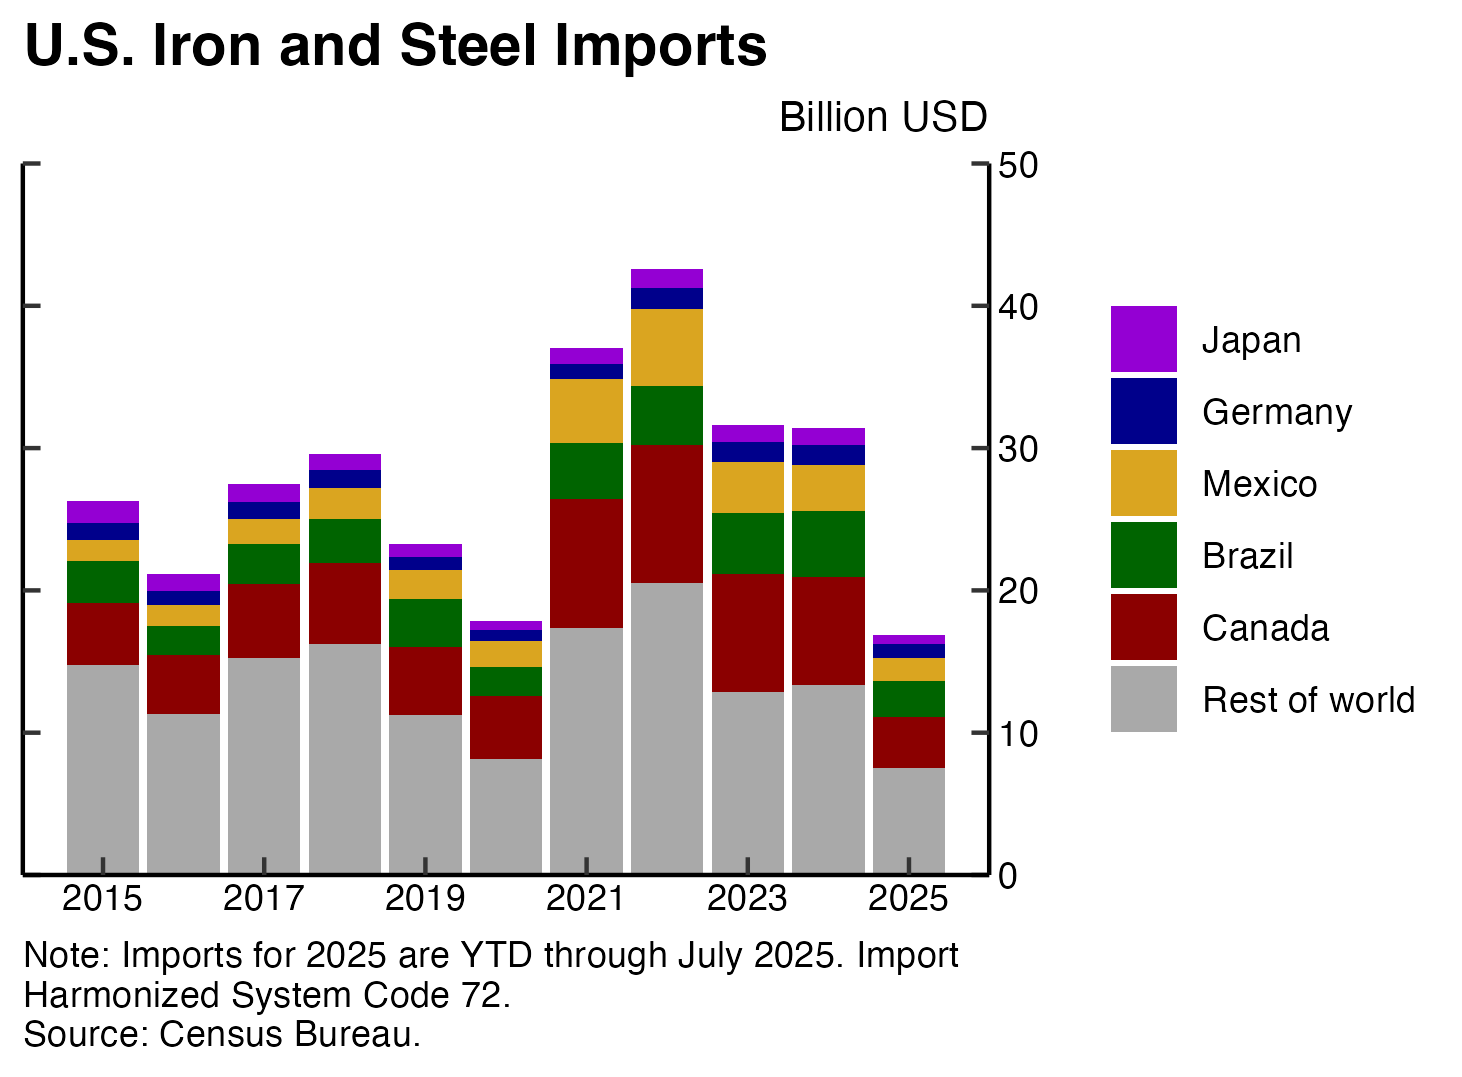 U.S. Iron and Steel Imports
Billion USD
50
40
30
20
10
0
Japan
Germany
Mexico
Brazil
Canada
Rest of world
2015 2017 2019 2021 2023 2025
Note: Imports for 2025 are YTD through July 2025. Import
Harmonized System Code 72.
Source: Census Bureau.